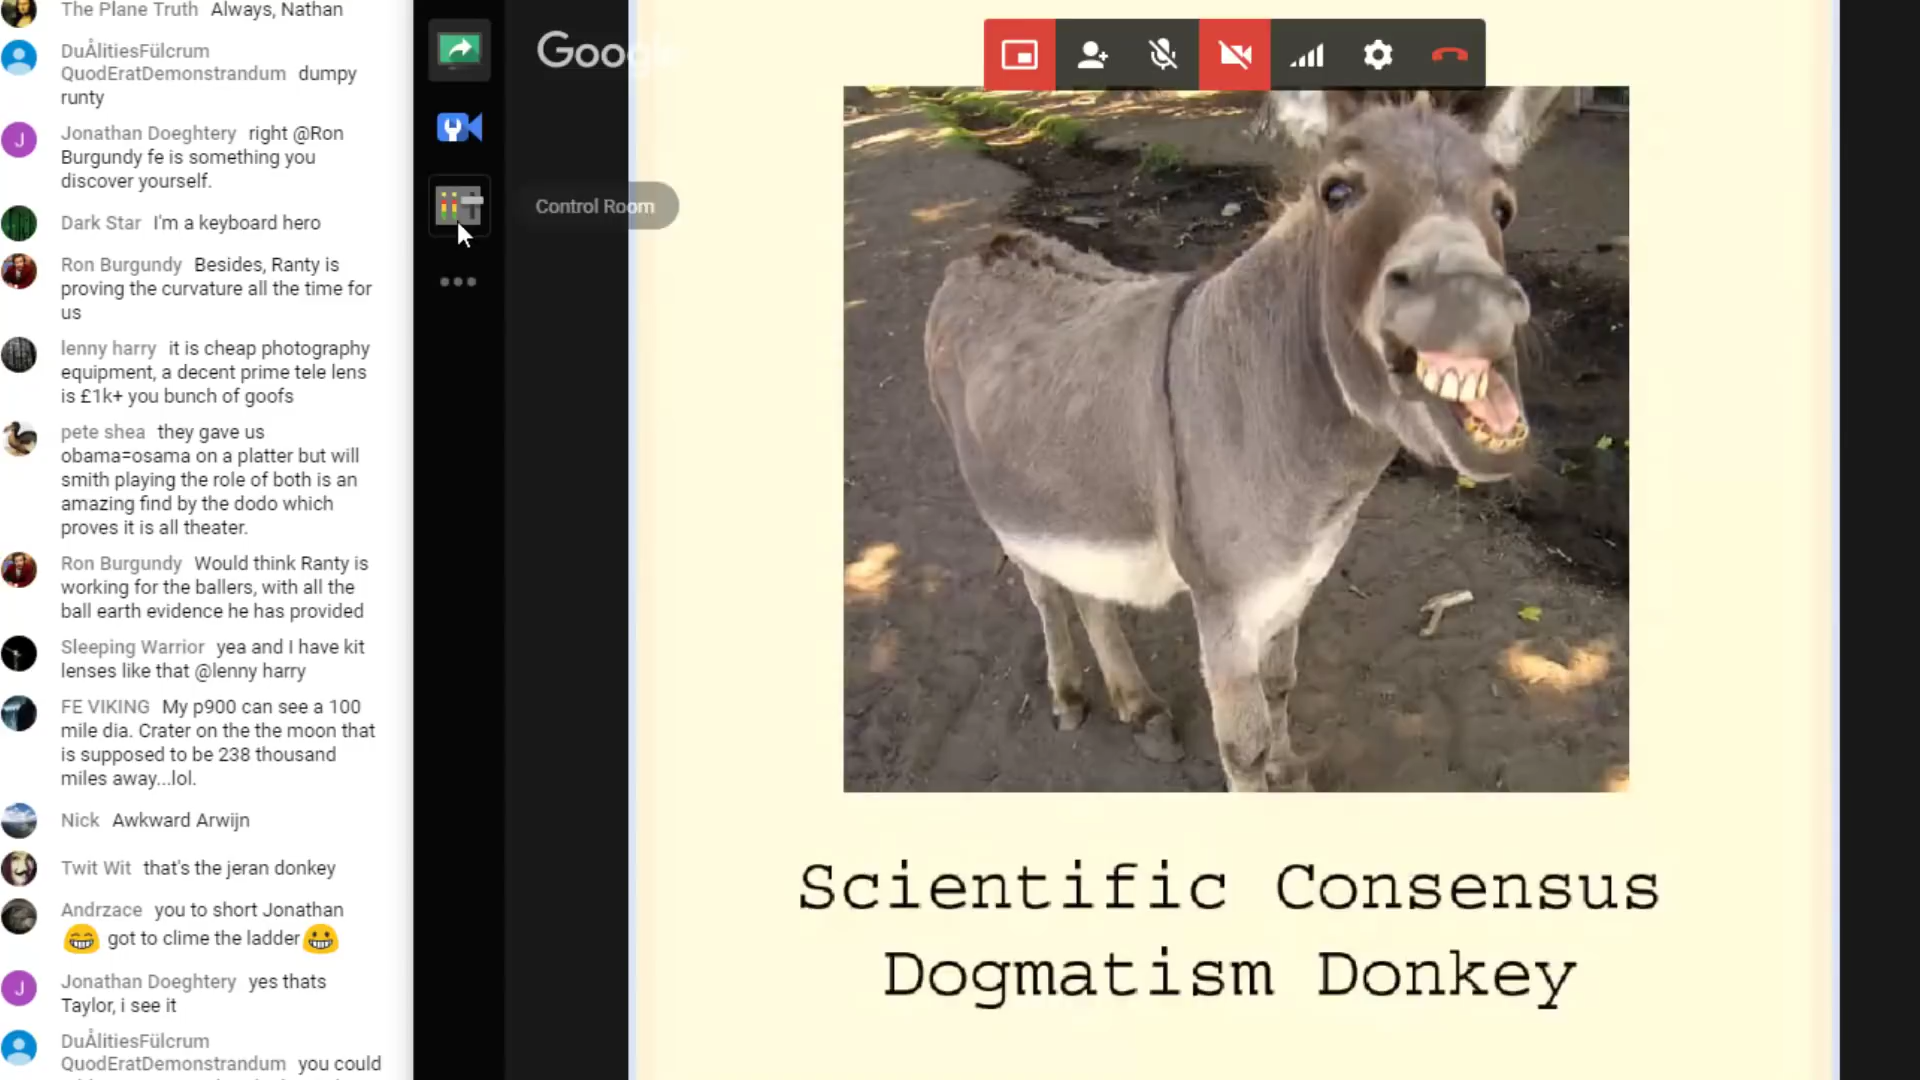 The Plane Truth Always, Nathan
DuÅlitiesFülcrum
QuodEratDemonstrandum dumpy
runty
J
Jonathan Doeghtery right @Ron
Burgundy fe is something you
discover yourself.
Dark Star I'm a keyboard hero
Ron Burgundy Besides, Ranty is
proving the curvature all the time for
us
lenny harry it is cheap photography
equipment, a decent prime tele lens
is £1k+ you bunch of goofs
pete shea they gave us
obama=osama on a platter but will
smith playing the role of both is an
amazing find by the dodo which
proves it is all theater.
Ron Burgundy Would think Ranty is
working for the ballers, with all the
ball earth evidence he has provided
Sleeping Warrior yea and I have kit
lenses like that @lenny harry
FE VIKING My p900 can see a 100
mile dia. Crater on the the moon that
is supposed to be 238 thousand
miles away...lol.
Nick Awkward Arwijn
Twit Wit that's the jeran donkey
Andrzace you to short Jonathan
😁 got to clime the ladder😀
J
Jonathan Doeghtery yes thats
Taylor, i see it
DuÅlitiesFülcrum
QuodEratDemonstrandum you could
Google
Control Room
Scientific Consensus
Dogmatism Donkey